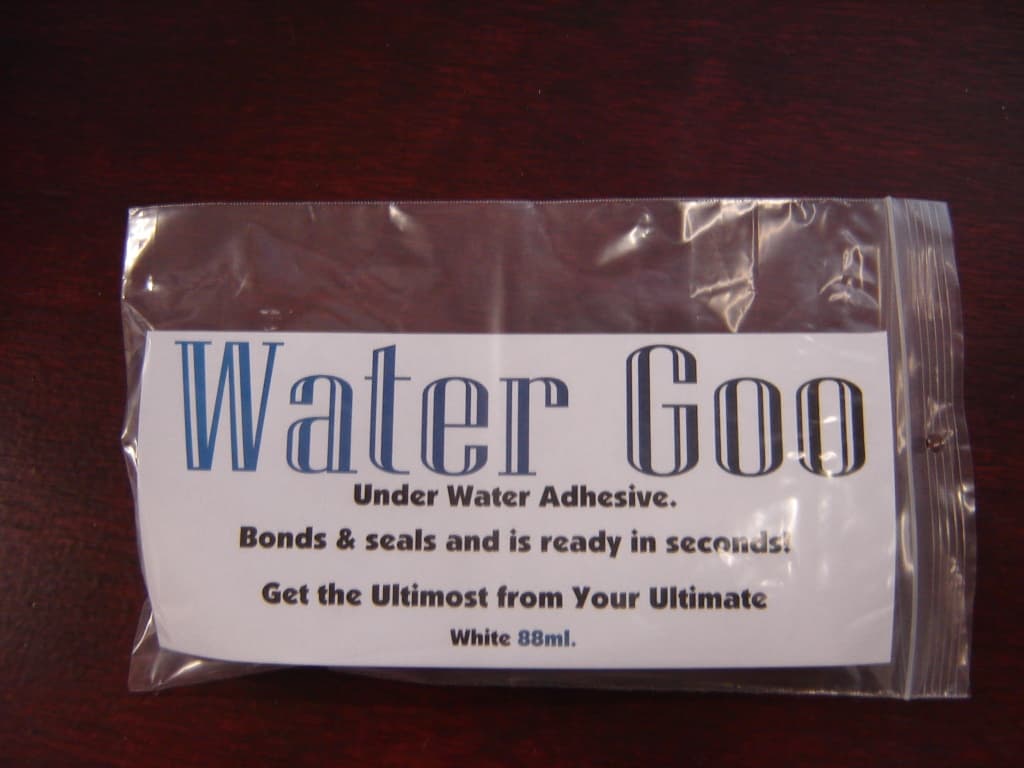 Water Goo
Under Water Adhesive.
Bonds & seals and is ready in seconds!
Get the Ultimost from Your Ultimate
White 88ml.